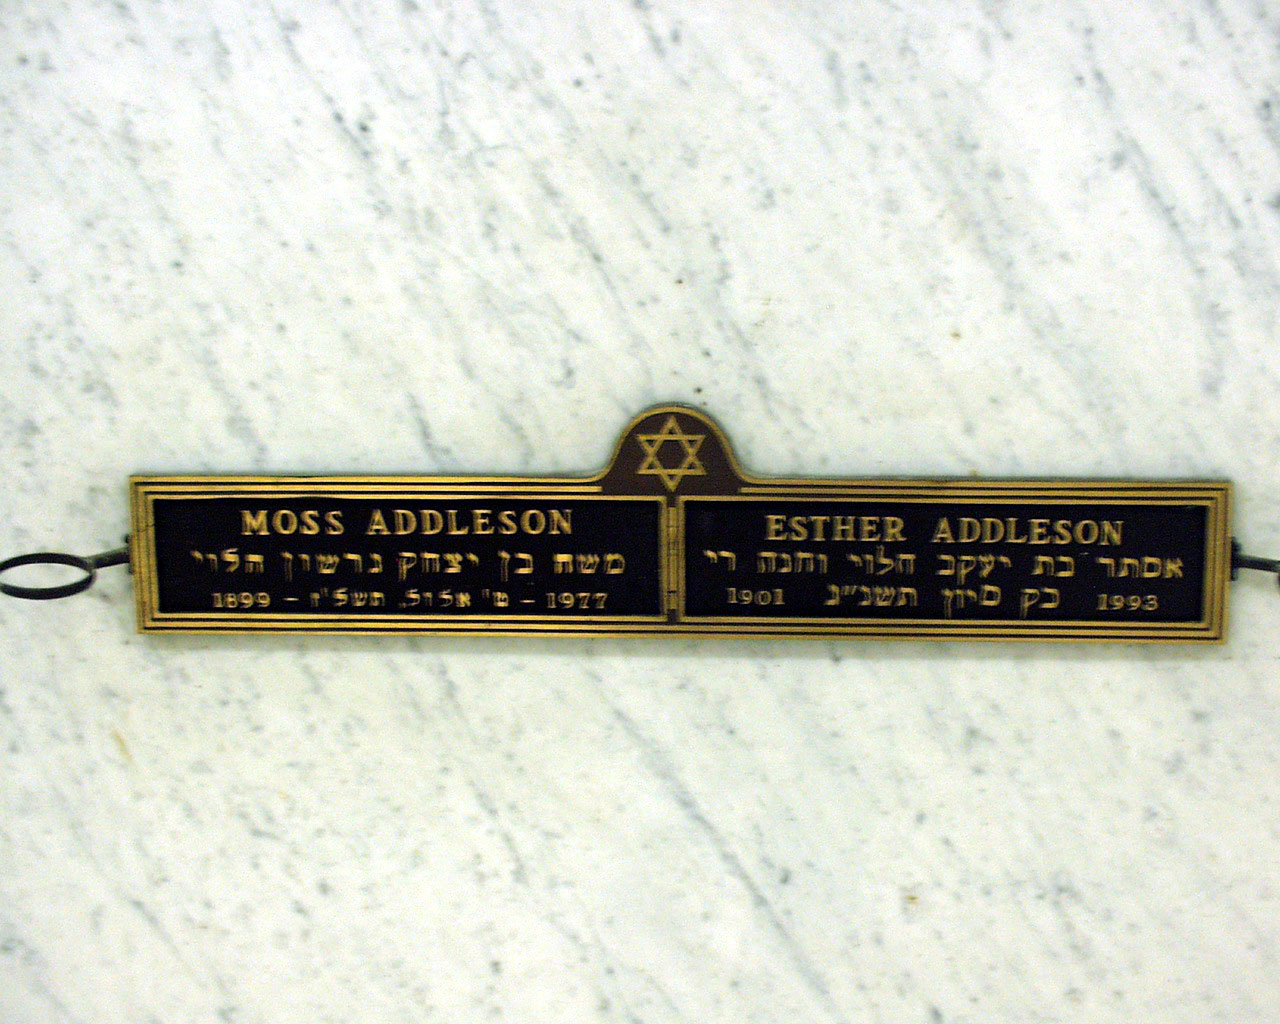 MOSS ADDLESON
משה בן יצחק גרשון הלוי
1899 – ט' אלול, תשל"ז – 1977
ESTHER ADDLESON
אסתר בת יעקב הלוי וחנה רי
1901 כק סיון תשנ"ג 1993